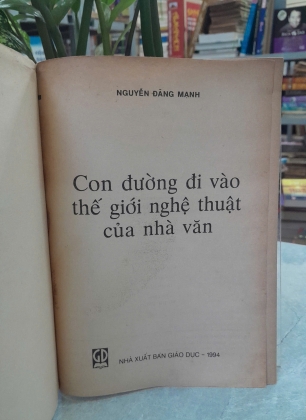 NGUYỄN ĐĂNG MẠNH
Con đường đi vào
thế giới nghệ thuật
của nhà văn
GD
NHÀ XUẤT BẢN GIÁO DỤC - 1994